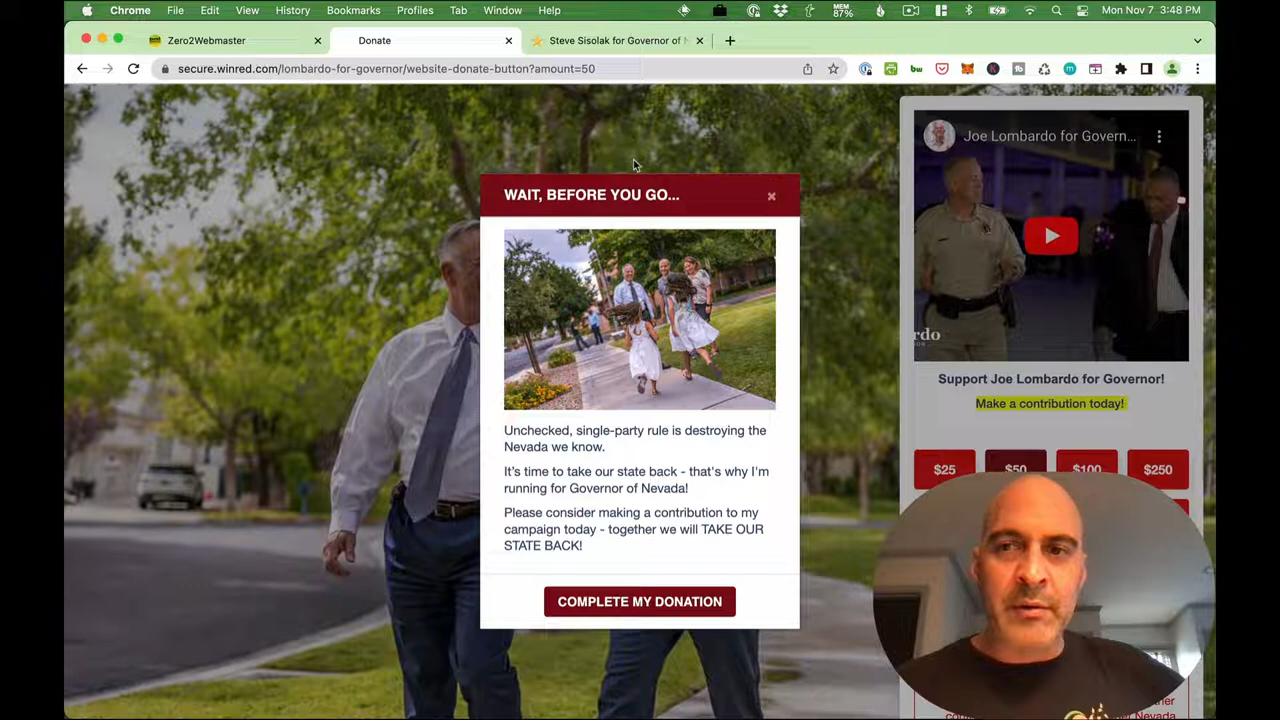 Chrome File Edit View History Bookmarks Profiles Tab Window Help
MEM 87% Mon Nov 7 3:48 PM
Zero2Webmaster
Donate
Steve Sisolak for Governor of
secure.winred.com/lombardo-for-governor/website-donate-button?amount=50
WAIT, BEFORE YOU GO...
Unchecked, single-party rule is destroying the
Nevada we know.
It's time to take our state back - that's why I'm
running for Governor of Nevada!
Please consider making a contribution to my
campaign today - together we will TAKE OUR
STATE BACK!
COMPLETE MY DONATION
Joe Lombardo for Govern...
Support Joe Lombardo for Governor!
Make a contribution today!
$25 $50 $100 $250
Nevada